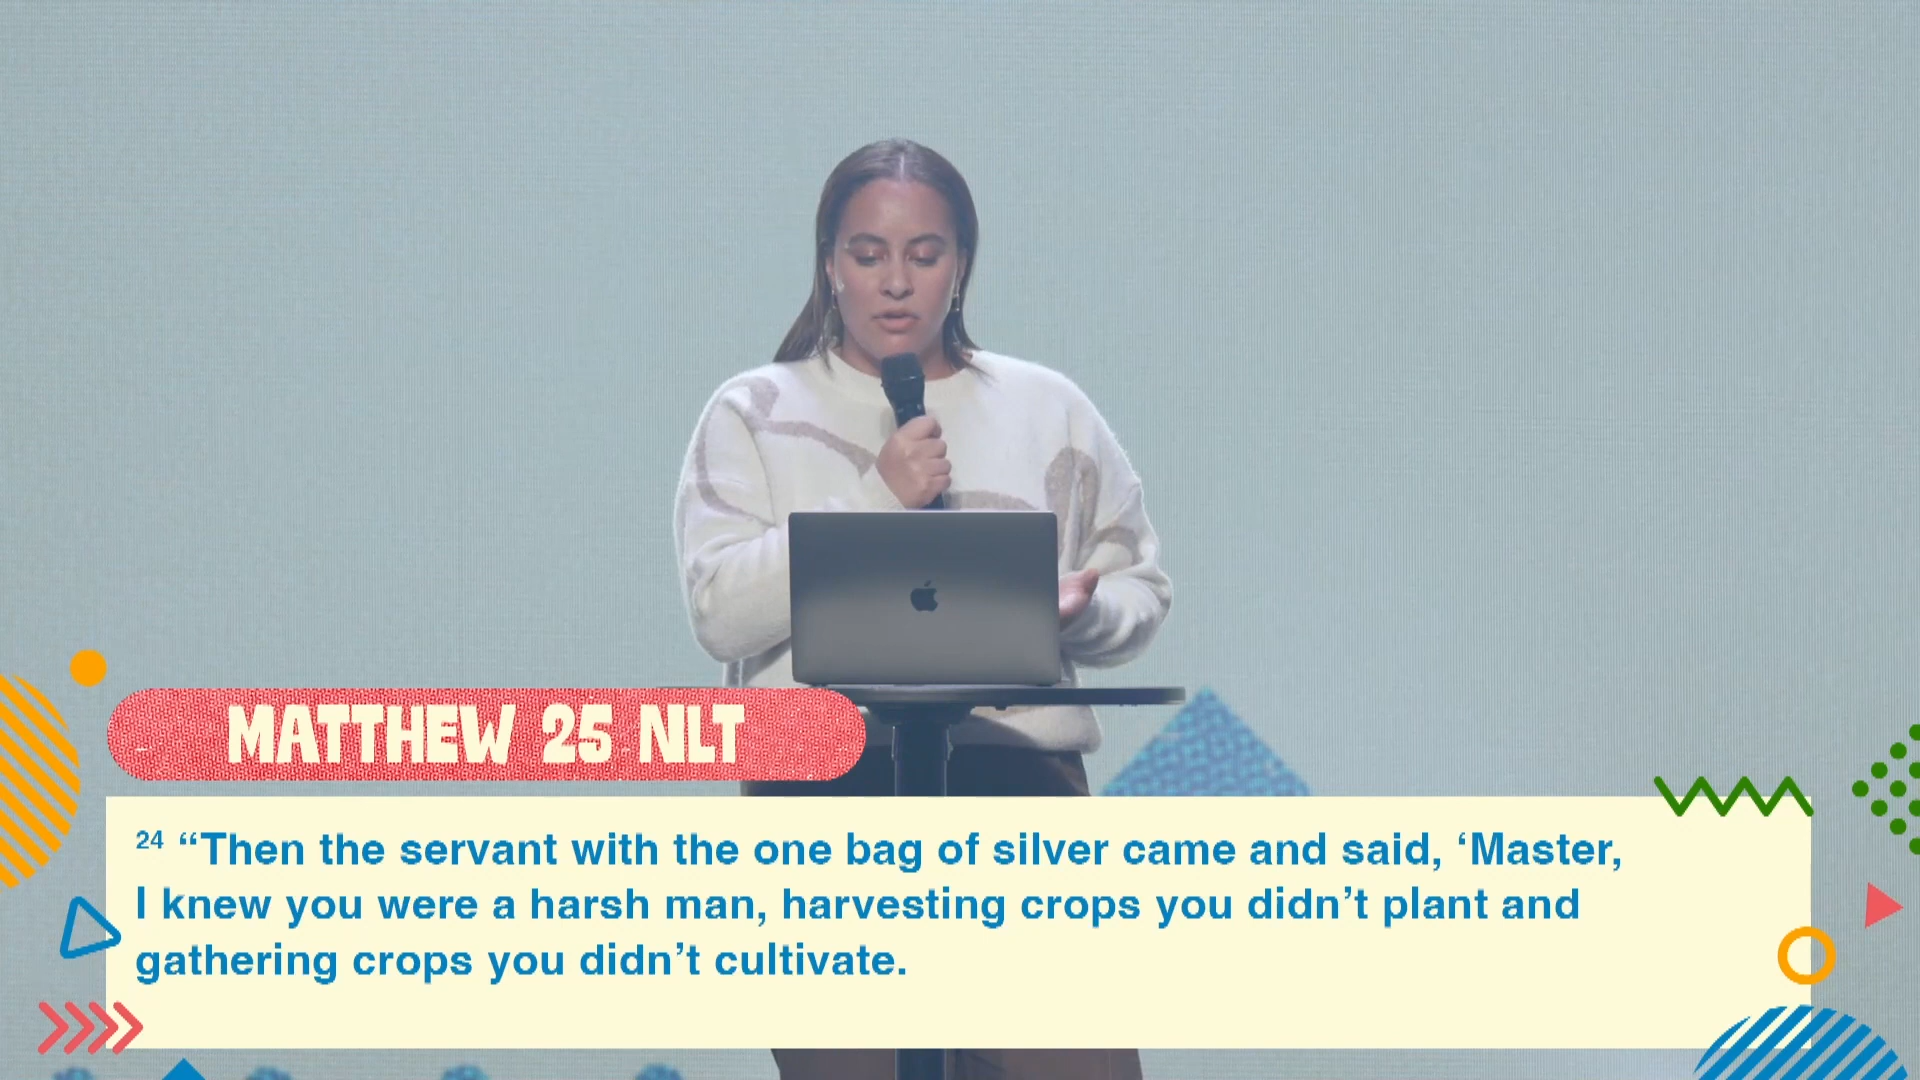 MATTHEW 25 NLT
24 “Then the servant with the one bag of silver came and said, ‘Master,
I knew you were a harsh man, harvesting crops you didn’t plant and
gathering crops you didn’t cultivate.